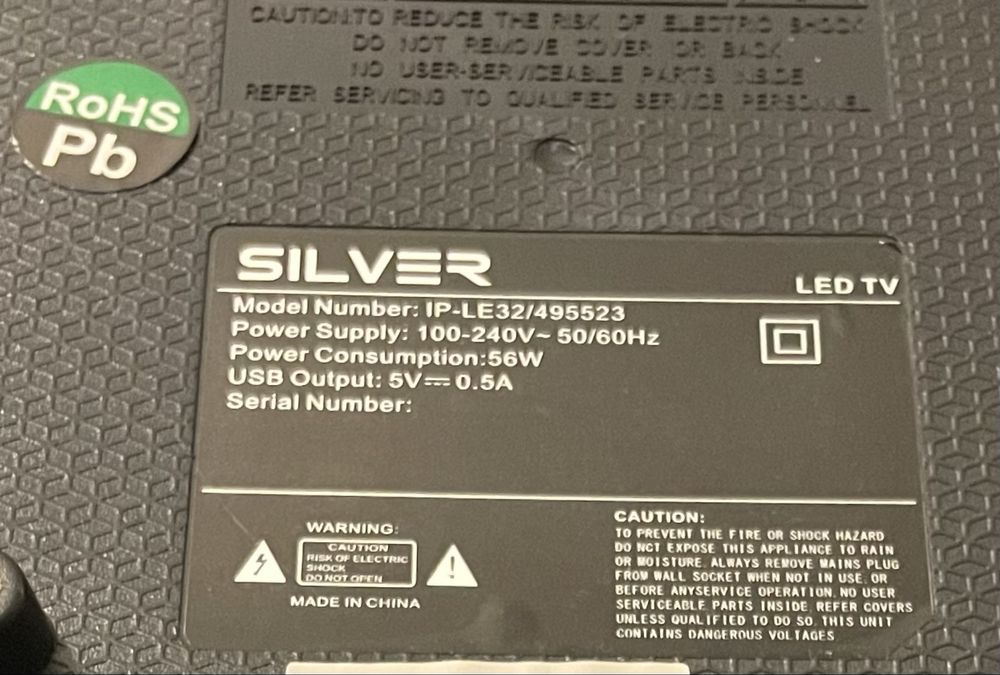 CAUTION:TO REDUCE THE RISK OF ELECTRIC SHOCK
DO NOT REMOVE COVER OR BACK
NO USER-SERVICEABLE PARTS INSIDE
REFER SERVICING TO QUALIFIED SERVICE PERSONNEL
RoHS
Pb
SILVER
LED TV
Model Number: IP-LE32/495523
Power Supply: 100-240V~ 50/60Hz
Power Consumption:56W
USB Output: 5V⎓ 0.5A
Serial Number:
WARNING:
CAUTION
RISK OF ELECTRIC
SHOCK
DO NOT OPEN
MADE IN CHINA
CAUTION:
TO PREVENT THE FIRE OR SHOCK HAZARD
DO NOT EXPOSE THIS APPLIANCE TO RAIN
OR MOISTURE. ALWAYS REMOVE MAINS PLUG
FROM WALL SOCKET WHEN NOT IN USE. OR
BEFORE ANYSERVICE OPERATION. NO USER
SERVICEABLE PARTS INSIDE. REFER COVERS
UNLESS QUALIFIED TO DO SO. THIS UNIT
CONTAINS DANGEROUS VOLTAGES